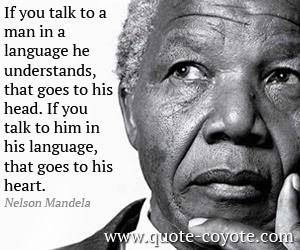 If you talk to a
man in a
language he
understands,
that goes to his
head. If you
talk to him in
his language,
that goes to his
heart.
Nelson Mandela
www.quote-coyote.com